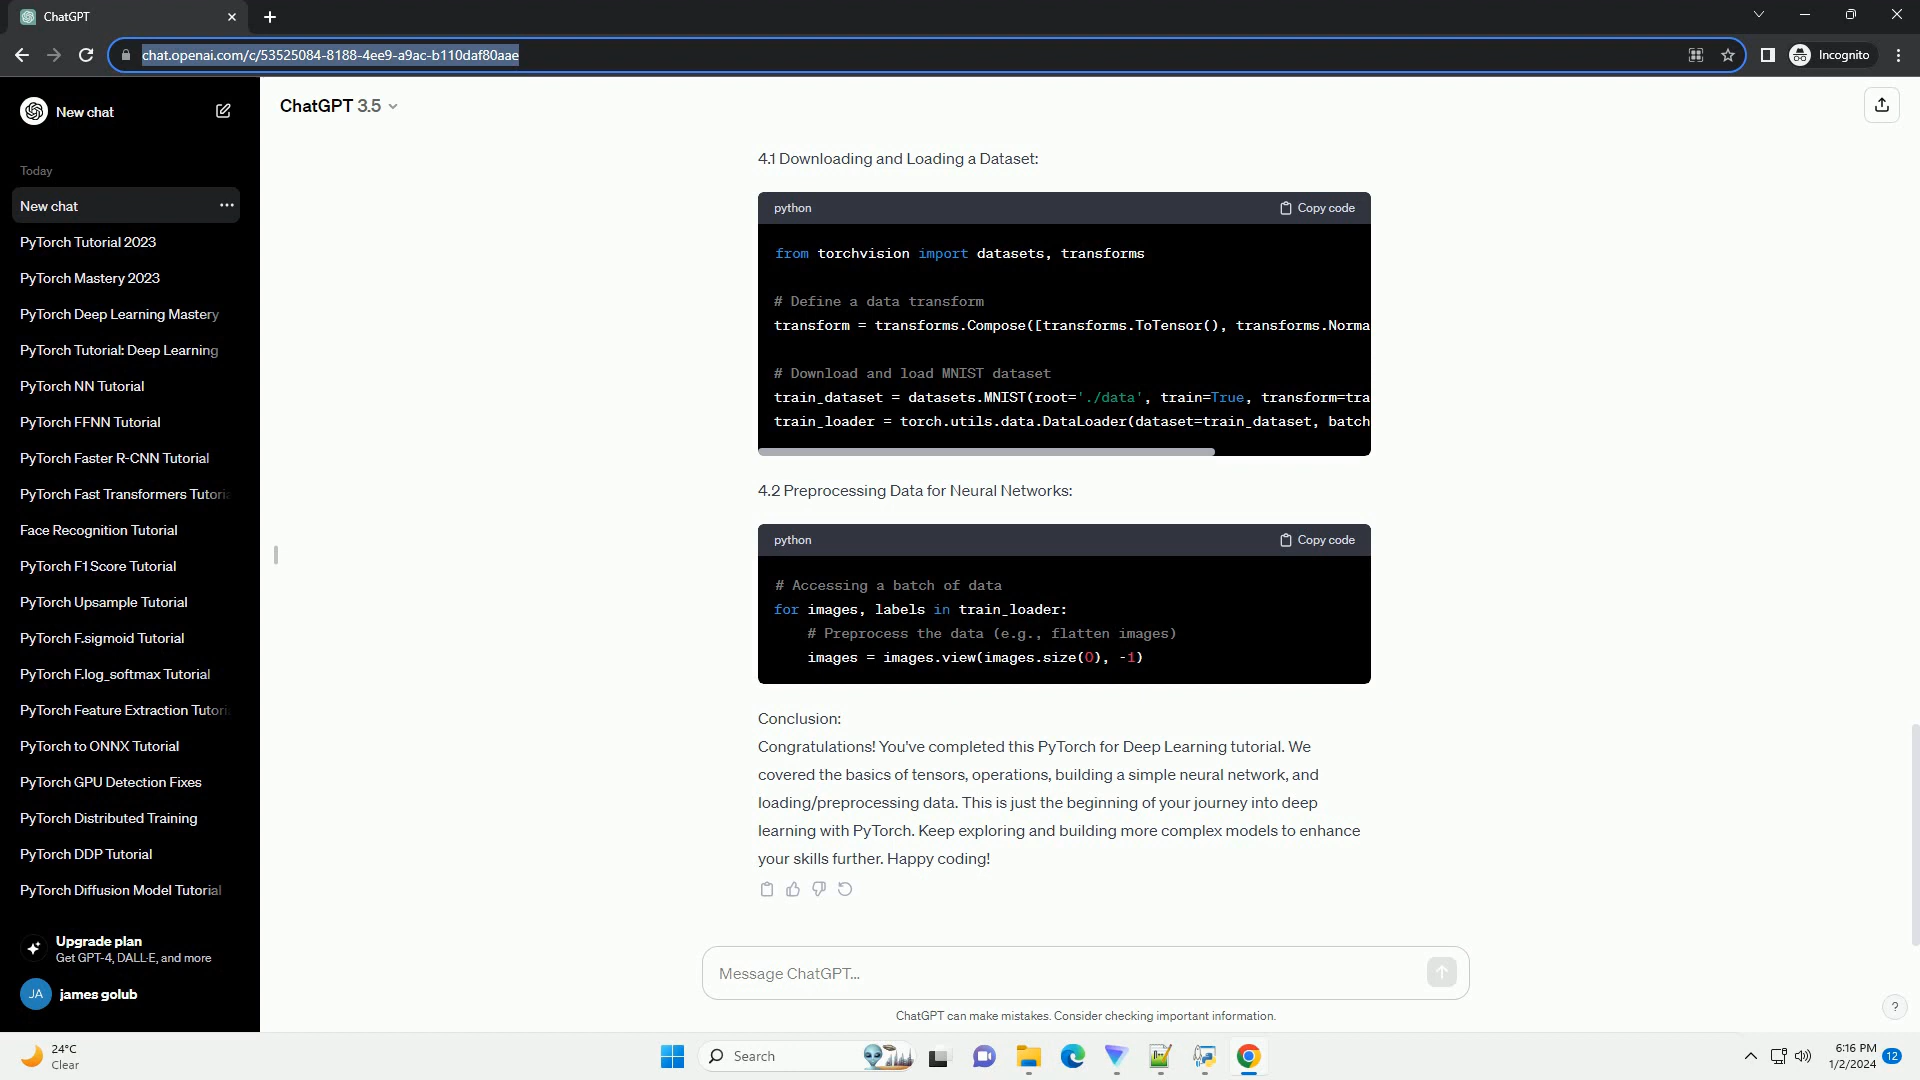 ChatGPT
chat.openai.com/c/53525084-8188-4ee9-a9ac-b110daf80aae
Incognito
New chat
Today
New chat
PyTorch Tutorial 2023
PyTorch Mastery 2023
PyTorch Deep Learning Mastery
PyTorch Tutorial: Deep Learning
PyTorch NN Tutorial
PyTorch FFNN Tutorial
PyTorch Faster R-CNN Tutorial
PyTorch Fast Transformers Tutori
Face Recognition Tutorial
PyTorch F1 Score Tutorial
PyTorch Upsample Tutorial
PyTorch F.sigmoid Tutorial
PyTorch F.log_softmax Tutorial
PyTorch Feature Extraction Tutori
PyTorch to ONNX Tutorial
PyTorch GPU Detection Fixes
PyTorch Distributed Training
PyTorch DDP Tutorial
PyTorch Diffusion Model Tutorial
Upgrade plan
Get GPT-4, DALL·E, and more
JA james golub
ChatGPT 3.5
4.1 Downloading and Loading a Dataset:
python Copy code
from torchvision import datasets, transforms
# Define a data transform
transform = transforms.Compose([transforms.ToTensor(), transforms.Norma
# Download and load MNIST dataset
train_dataset = datasets.MNIST(root='./data', train=True, transform=tra
train_loader = torch.utils.data.DataLoader(dataset=train_dataset, batch
4.2 Preprocessing Data for Neural Networks:
python Copy code
# Accessing a batch of data
for images, labels in train_loader:
# Preprocess the data (e.g., flatten images)
images = images.view(images.size(0), -1)
Conclusion:
Congratulations! You've completed this PyTorch for Deep Learning tutorial. We
covered the basics of tensors, operations, building a simple neural network, and
loading/preprocessing data. This is just the beginning of your journey into deep
learning with PyTorch. Keep exploring and building more complex models to enhance
your skills further. Happy coding!
Message ChatGPT...
ChatGPT can make mistakes. Consider checking important information.
?
24°C
Clear
Search
6:16 PM
1/2/2024
12